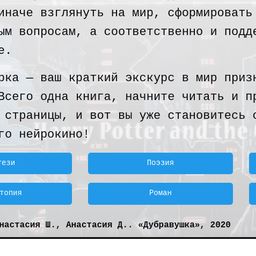 иначе взглянуть на мир, сформировать
ым вопросам, а соответственно и подде
е.
рка — ваш краткий экскурс в мир призн
Всего одна книга, начните читать и пр
страницы, и вот вы уже становитесь с
го нейрокино!
Potter and the
тези
Поэзия
топия
Роман
настасия Ш., Анастасия Д.. «Дубравушка», 2020